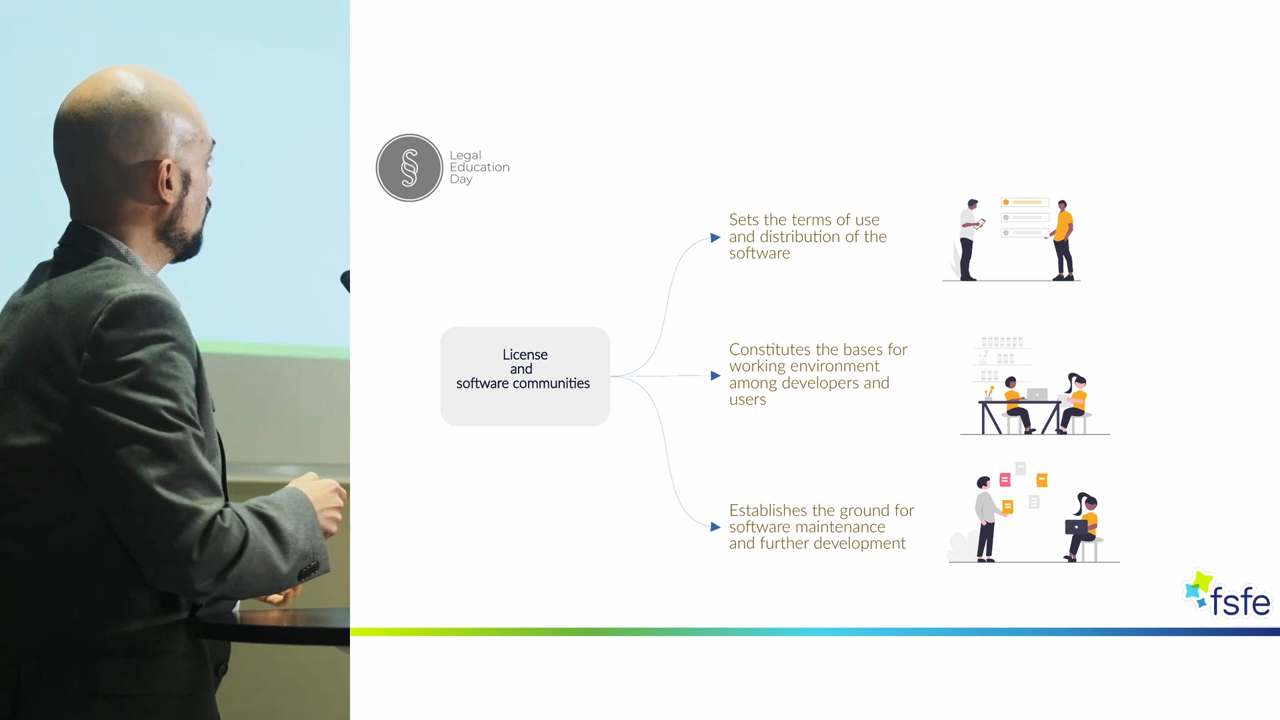 Legal
Education
Day
Sets the terms of use
and distribution of the
software
License
and
software communities
Constitutes the bases for
working environment
among developers and
users
Establishes the ground for
software maintenance
and further development
fsfe